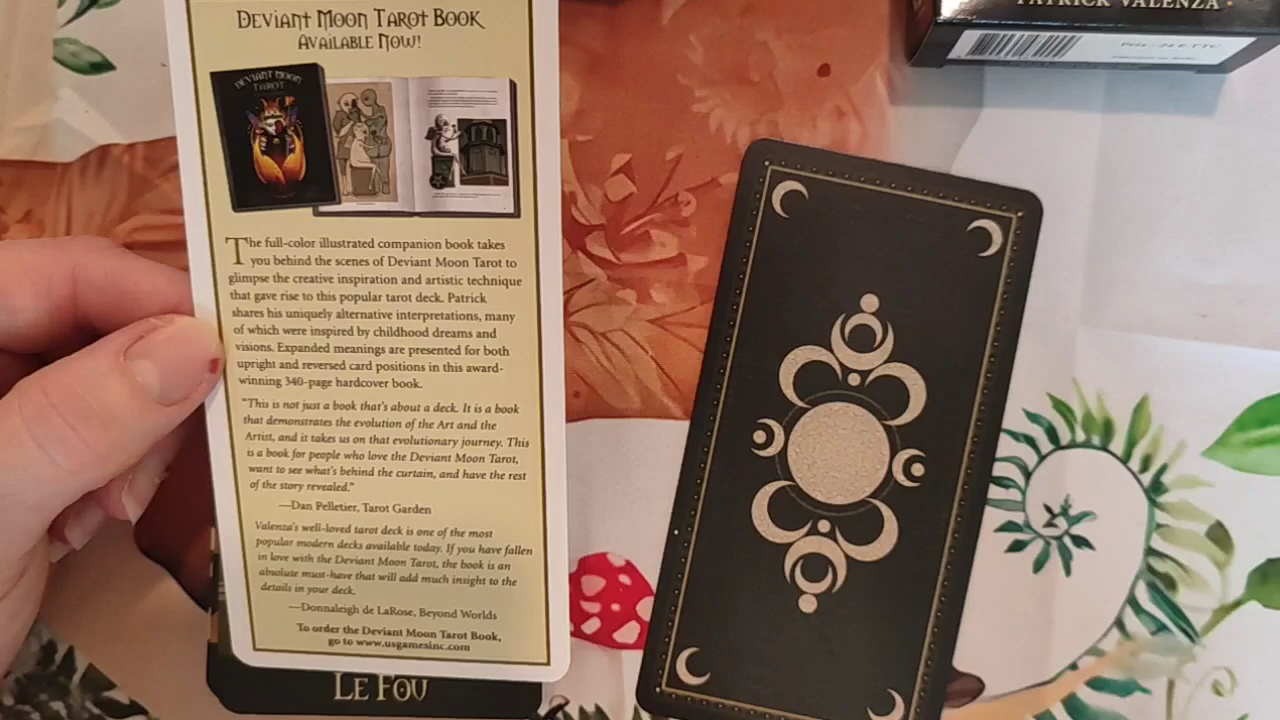 PATRICK VALENZA
Prix : 24 € TTC
DEVIANT MOON TAROT BOOK
AVAILABLE NOW!
DEVIANT MOON
TAROT
The full-color illustrated companion book takes
you behind the scenes of Deviant Moon Tarot to
glimpse the creative inspiration and artistic technique
that gave rise to this popular tarot deck. Patrick
shares his uniquely alternative interpretations, many
of which were inspired by childhood dreams and
visions. Expanded meanings are presented for both
upright and reversed card positions in this award-
winning 340-page hardcover book.
"This is not just a book that's about a deck. It is a book
that demonstrates the evolution of the Art and the
Artist, and it takes us on that evolutionary journey. This
is a book for people who love the Deviant Moon Tarot,
want to see what's behind the curtain, and have the rest
of the story revealed."
—Dan Pelletier, Tarot Garden
Valenza's well-loved tarot deck is one of the most
popular modern decks available today. If you have fallen
in love with the Deviant Moon Tarot, the book is an
absolute must-have that will add much insight to the
details in your deck.
—Donnaleigh de LaRose, Beyond Worlds
To order the Deviant Moon Tarot Book,
go to www.usgamesinc.com
LE FOU